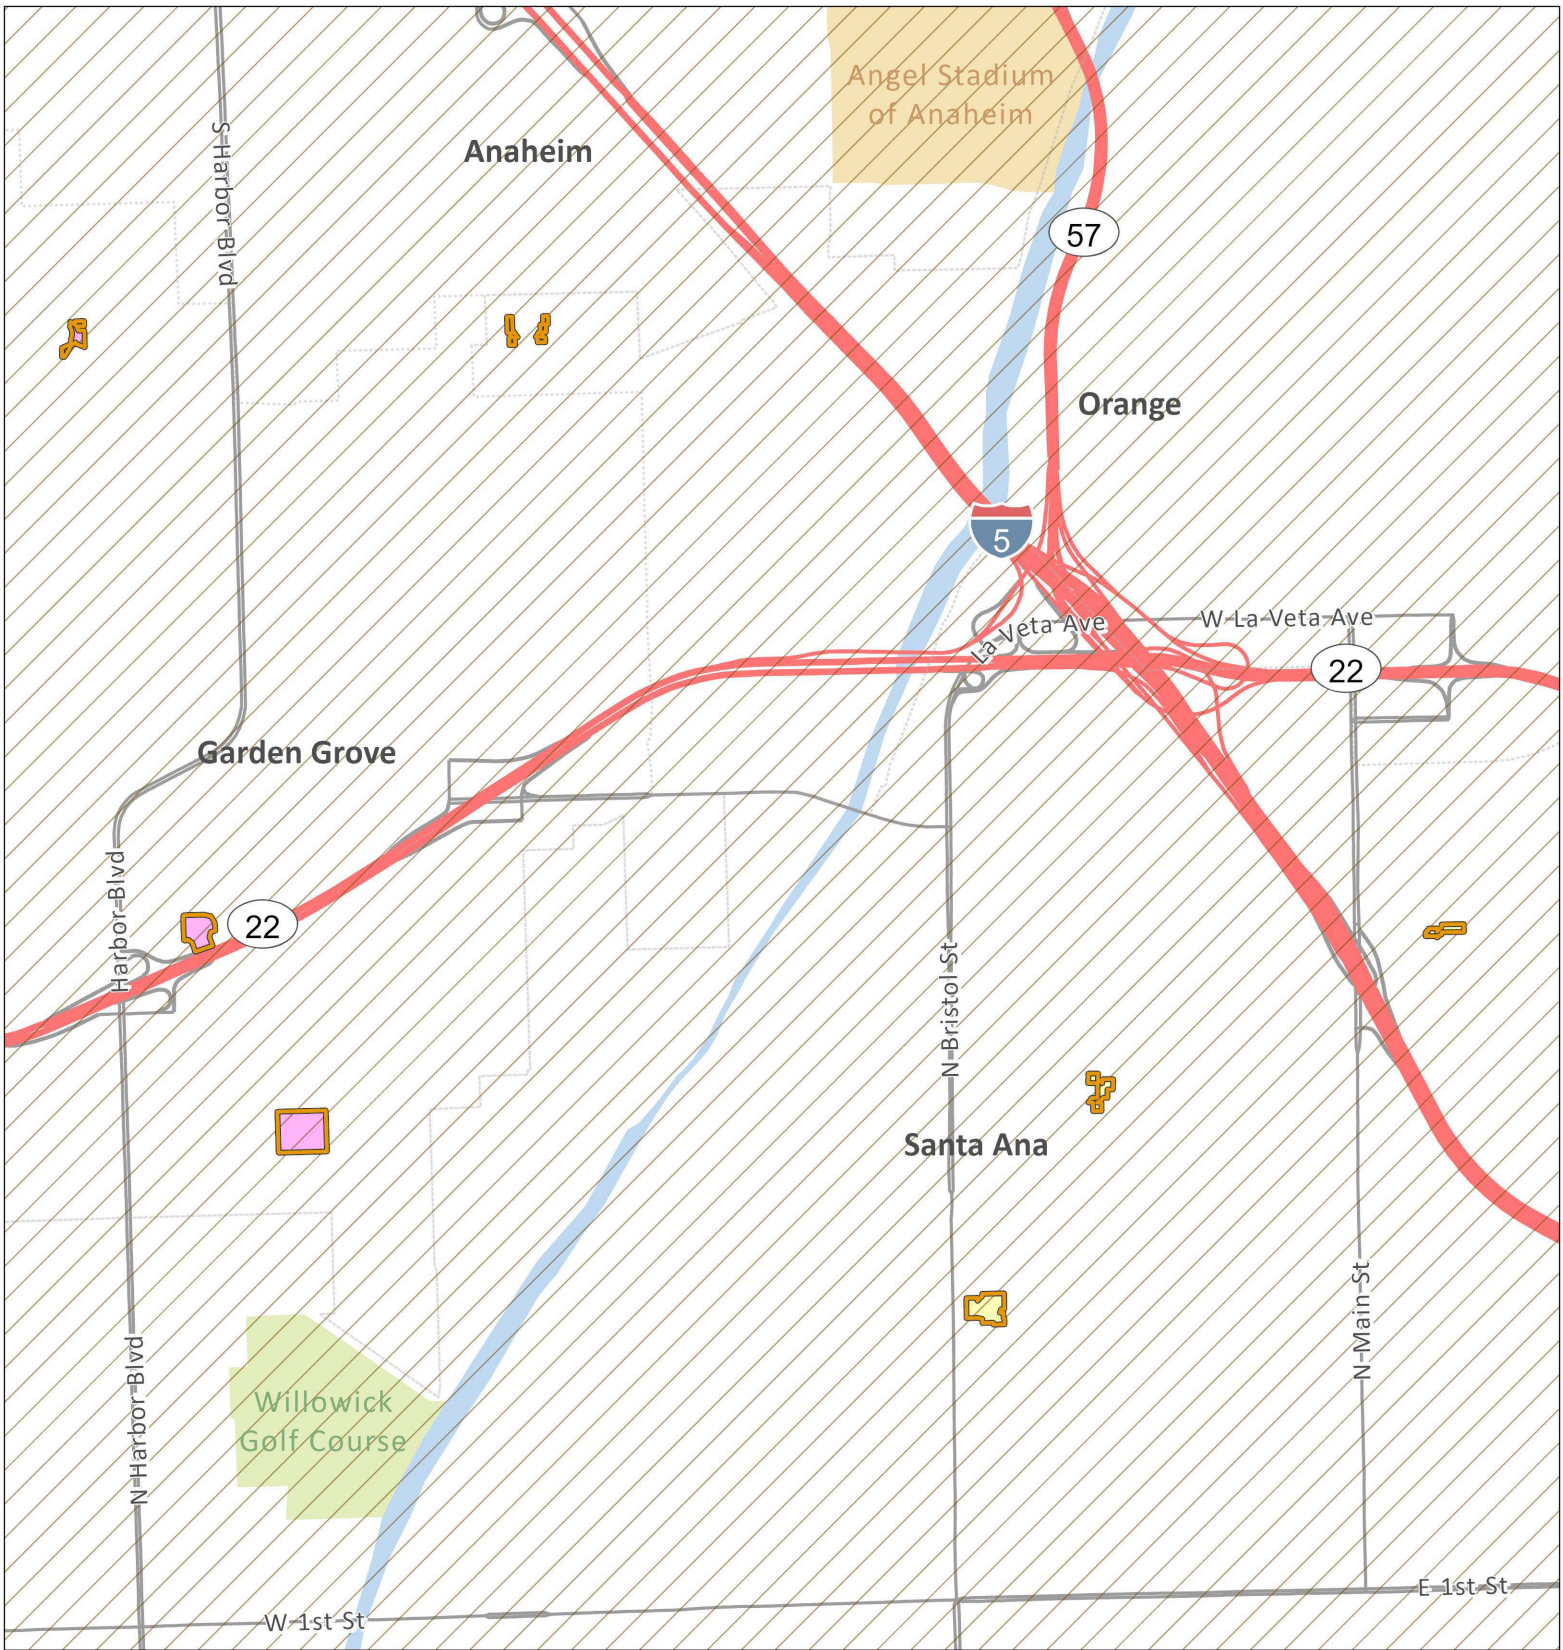 Angel Stadium
of Anaheim
S Harbor Blvd
Anaheim
57
Orange
5
La Veta Ave
W La Veta Ave
22
Garden Grove
Harbor Blvd
22
N Bristol St
Santa Ana
N Main St
N Harbor Blvd
Willowick
Golf Course
E 1st St
W 1st St